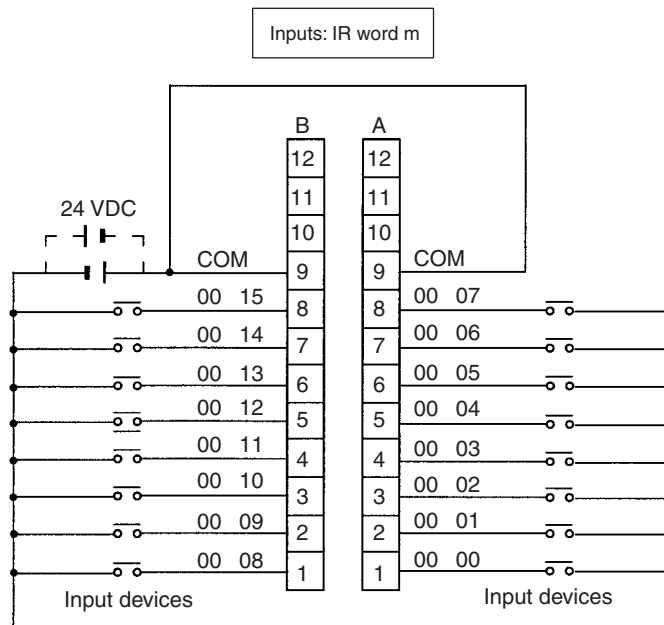 Inputs: IR word m
B A
12 12
11 11
24 VDC
10 10
COM 9 9 COM
00 15 8 8 00 07
00 14 7 7 00 06
00 13 6 6 00 05
00 12 5 5 00 04
00 11 4 4 00 03
00 10 3 3 00 02
00 09 2 2 00 01
00 08 1 1 00 00
Input devices Input devices